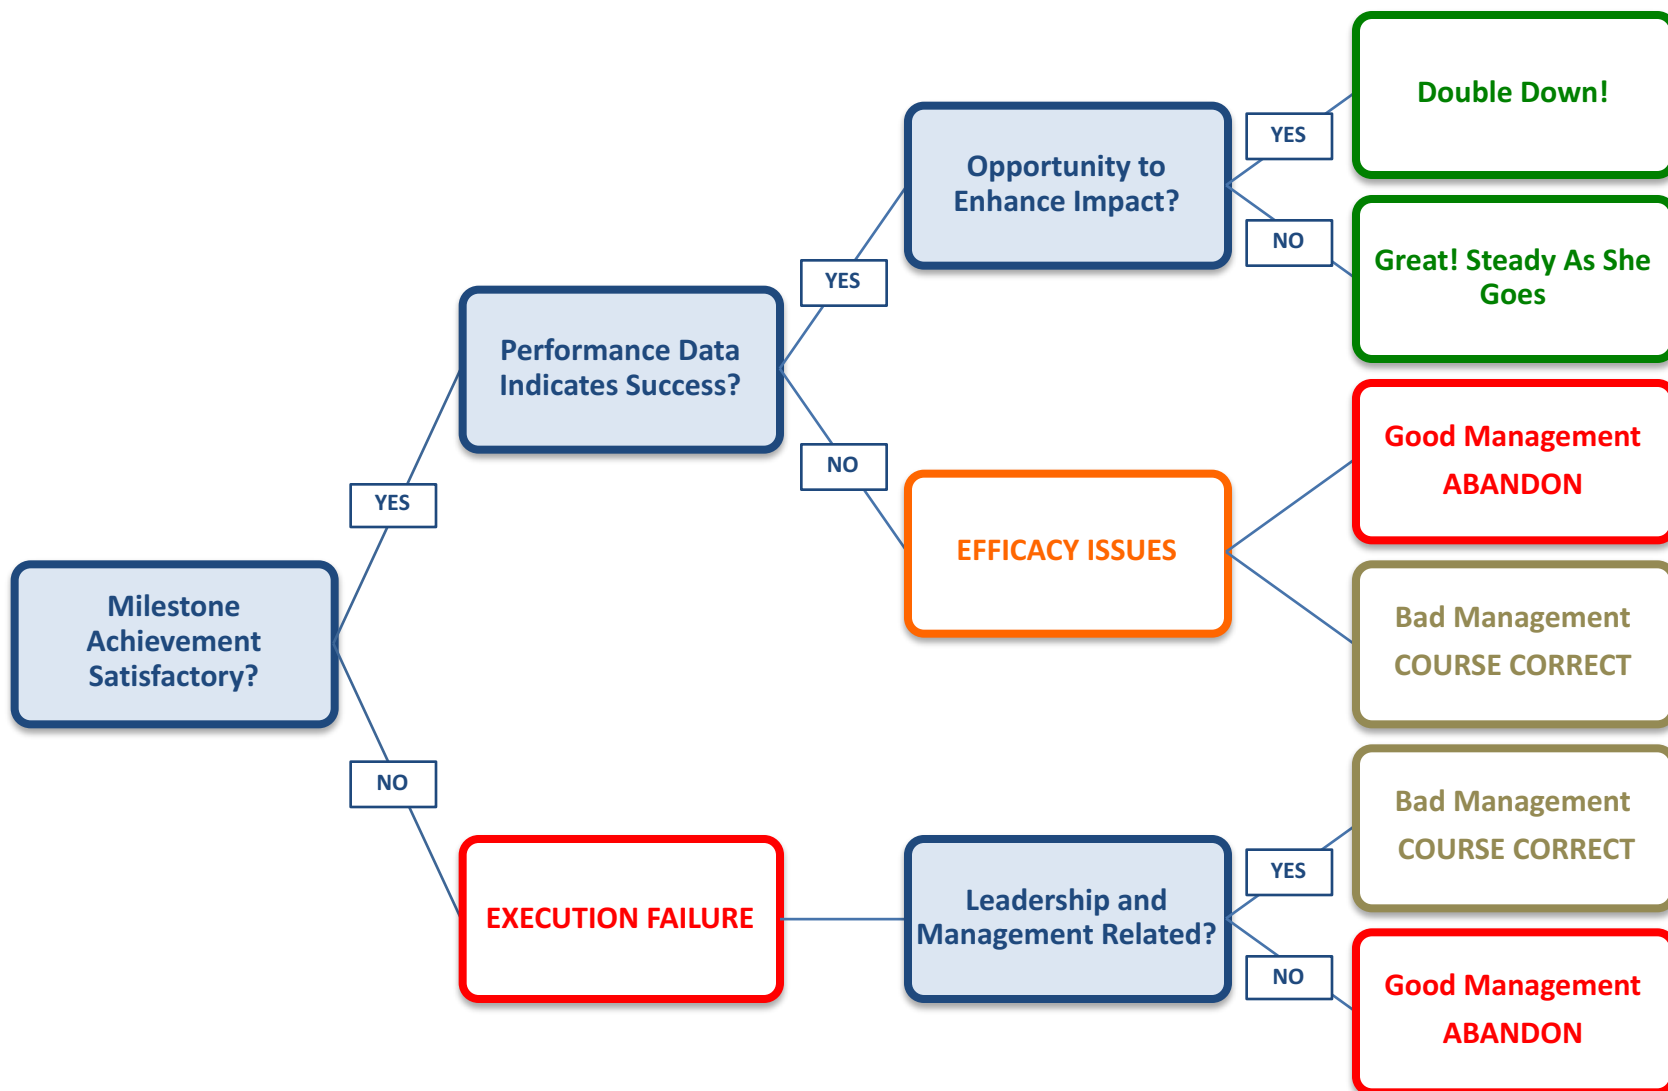 Milestone
Achievement
Satisfactory?
YES
NO
Performance Data
Indicates Success?
EXECUTION FAILURE
YES
NO
Opportunity to
Enhance Impact?
EFFICACY ISSUES
Leadership and
Management Related?
YES
NO
YES
NO
Double Down!
Great! Steady As She
Goes
Good Management
ABANDON
Bad Management
COURSE CORRECT
Bad Management
COURSE CORRECT
Good Management
ABANDON